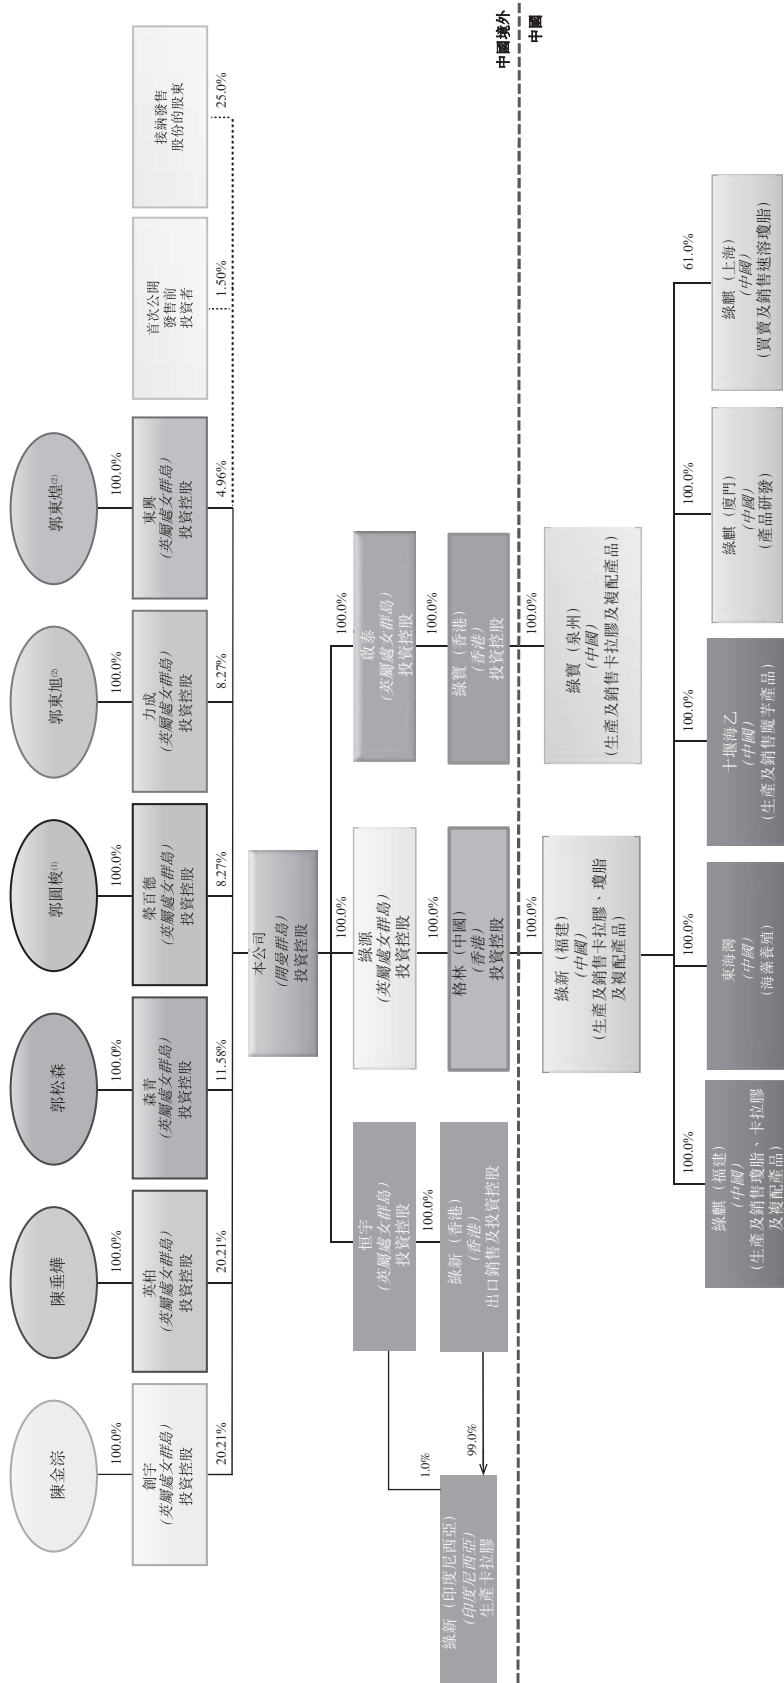 陳金淙
陳垂燁
郭松森
郭圓梭(1)
郭東旭(2)
郭東煌(2)
100.0%
100.0%
100.0%
100.0%
100.0%
100.0%
創宇
(英屬處女群島)
投資控股
英柏
(英屬處女群島)
投資控股
森青
(英屬處女群島)
投資控股
榮百德
(英屬處女群島)
投資控股
力成
(英屬處女群島)
投資控股
東興
(英屬處女群島)
投資控股
首次公開
發售前
投資者
接納發售
股份的股東
20.21%
20.21%
11.58%
8.27%
8.27%
4.96%
1.50%
25.0%
本公司
(開曼群島)
投資控股
100.0%
100.0%
恒宇
(英屬處女群島)
投資控股
綠源
(英屬處女群島)
投資控股
啟泰
(英屬處女群島)
投資控股
1.0%
100.0%
100.0%
100.0%
99.0%
綠新（印度尼西亞）
(印度尼西亞)
生產卡拉膠
綠新（香港）
(香港)
出口銷售及投資控股
格林（中國）
(香港)
投資控股
綠寶（香港）
(香港)
投資控股
中國境外
中國
100.0%
100.0%
綠新（福建）
(中國)
(生產及銷售卡拉膠、瓊脂
及複配產品)
綠寶（泉州）
(中國)
(生產及銷售卡拉膠及複配產品)
100.0%
100.0%
100.0%
100.0%
61.0%
綠麒（福建）
(中國)
(生產及銷售瓊脂、卡拉膠
及複配產品)
東海灣
(中國)
(海藻養殖)
十堰海乙
(中國)
(生產及銷售魔芋產品)
綠麒（廈門）
(中國)
(產品研發)
綠麒（上海）
(中國)
(買賣及銷售速溶瓊脂)